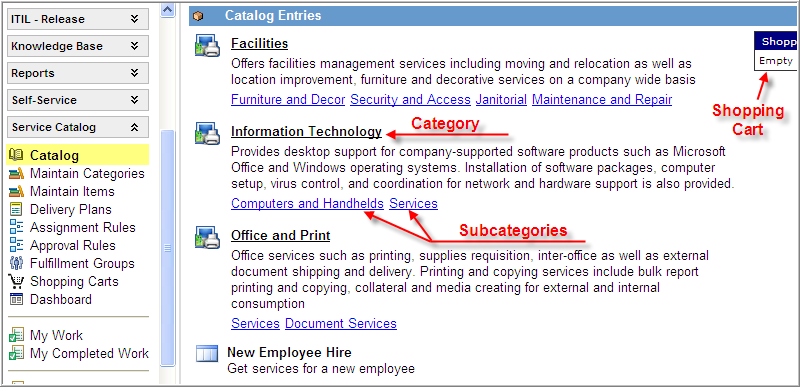 ITIL - Release
Knowledge Base
Reports
Self-Service
Service Catalog
Catalog
Maintain Categories
Maintain Items
Delivery Plans
Assignment Rules
Approval Rules
Fulfillment Groups
Shopping Carts
Dashboard
My Work
My Completed Work
Catalog Entries
Facilities
Offers facilities management services including moving and relocation as well as
location improvement, furniture and decorative services on a company wide basis
Furniture and Decor Security and Access Janitorial Maintenance and Repair
Shopp
Empty
Shopping
Cart
Information Technology
Category
Provides desktop support for company-supported software products such as Microsoft
Office and Windows operating systems. Installation of software packages, computer
setup, virus control, and coordination for network and hardware support is also provided.
Computers and Handhelds Services
Subcategories
Office and Print
Office services such as printing, supplies requisition, inter-office as well as external
document shipping and delivery. Printing and copying services include bulk report
printing and copying, collateral and media creating for external and internal
consumption
Services Document Services
New Employee Hire
Get services for a new employee